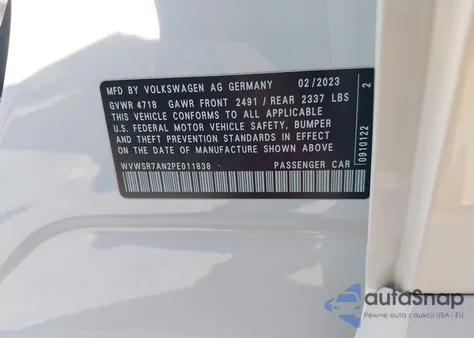 MFD BY VOLKSWAGEN AG GERMANY 02/2023
GVWR 4718 GAWR FRONT 2491 / REAR 2337 LBS
THIS VEHICLE CONFORMS TO ALL APPLICABLE
U.S. FEDERAL MOTOR VEHICLE SAFETY, BUMPER
AND THEFT PREVENTION STANDARDS IN EFFECT
ON THE DATE OF MANUFACTURE SHOWN ABOVE
WVWSR7AN2PE011838 PASSENGER CAR
0910122 2
autoSnap
Pewne auta z aukcji USA i EU